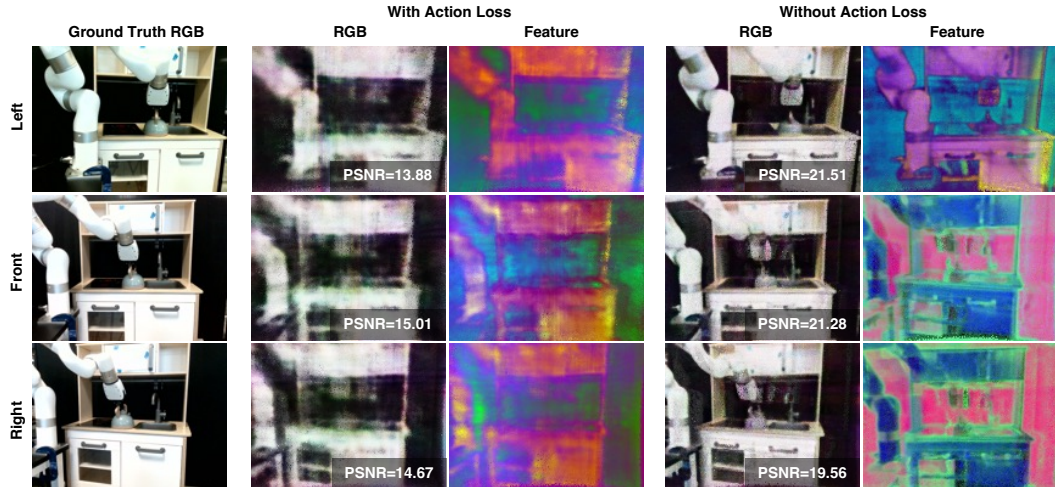 With Action Loss
Without Action Loss
Ground Truth RGB
RGB
Feature
RGB
Feature
Left
PSNR=13.88
PSNR=21.51
Front
PSNR=15.01
PSNR=21.28
Right
PSNR=14.67
PSNR=19.56